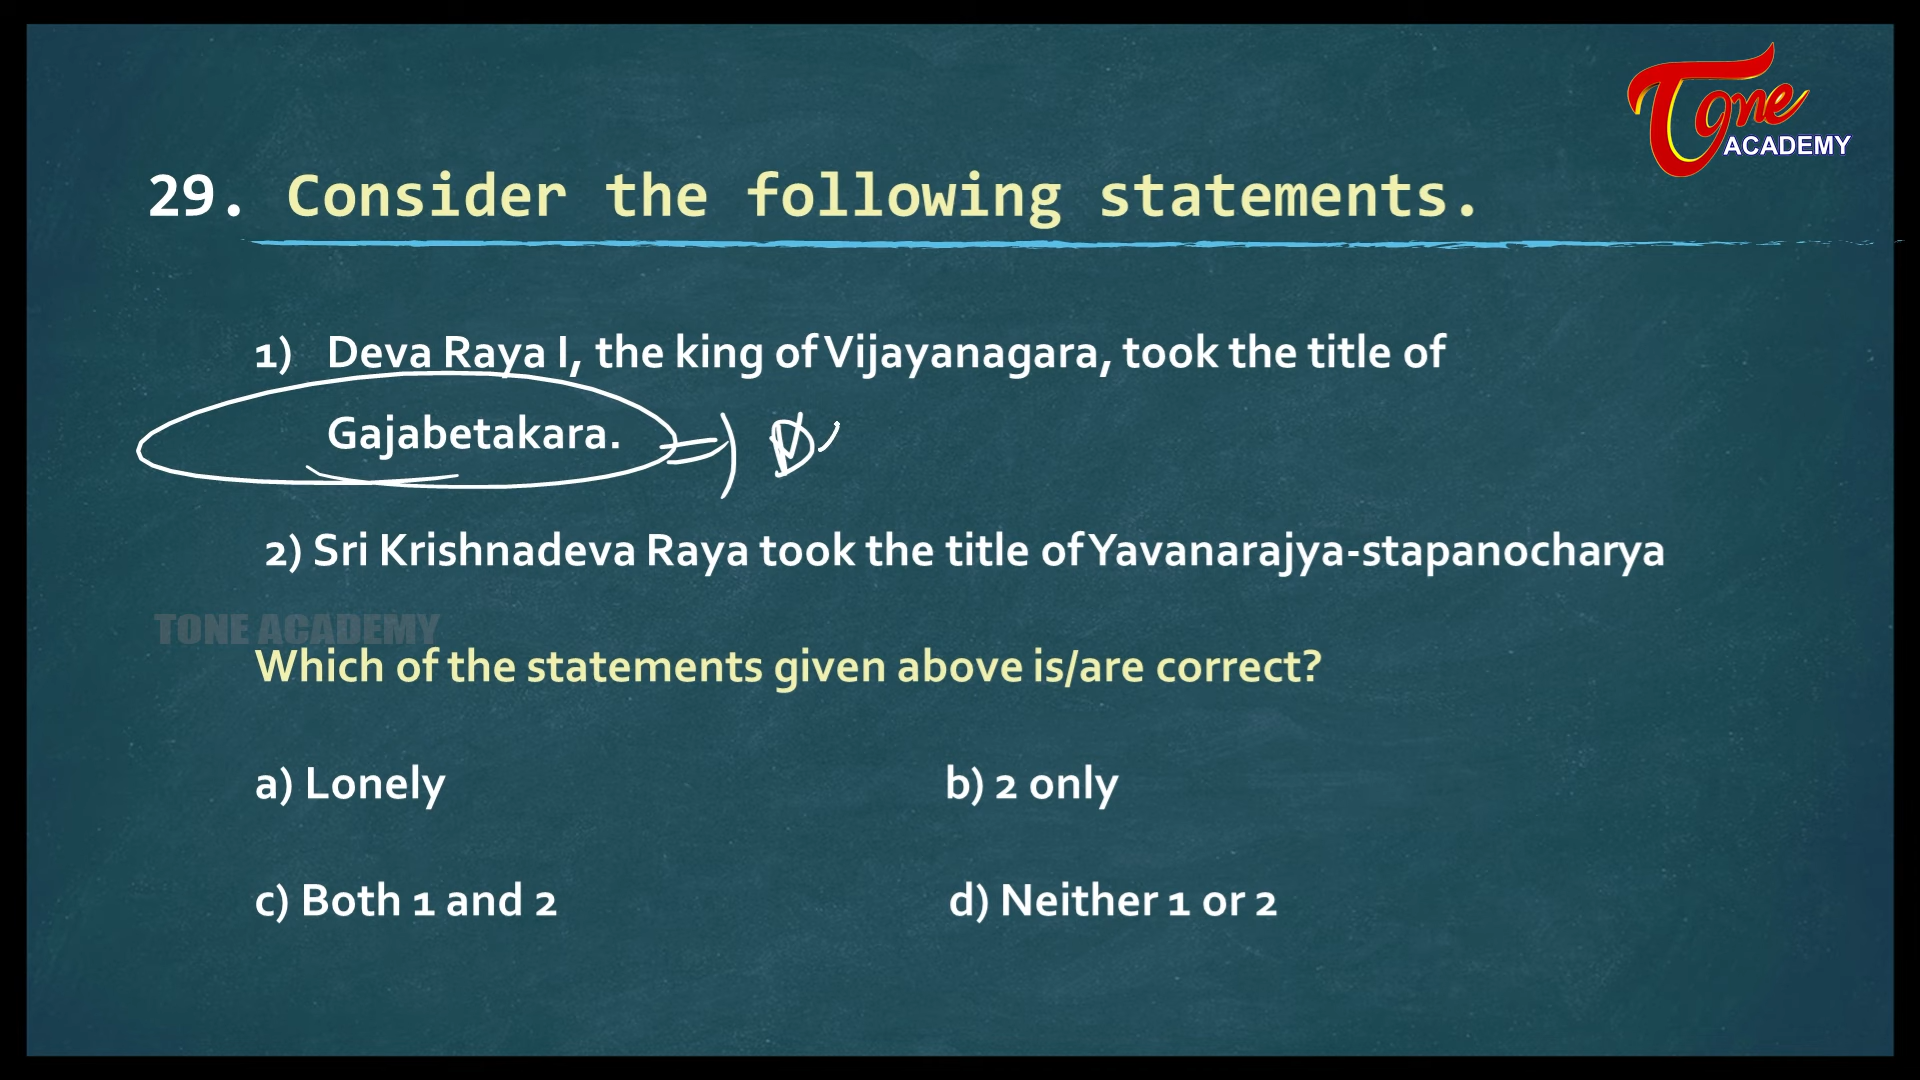 Tone
ACADEMY
29. Consider the following statements.
1) Deva Raya I, the king of Vijayanagara, took the title of
Gajabetakara.
2) Sri Krishnadeva Raya took the title of Yavanarajya-stapanocharya
TONE ACADEMY
Which of the statements given above is/are correct?
a) Lonely b) 2 only
c) Both 1 and 2 d) Neither 1 or 2